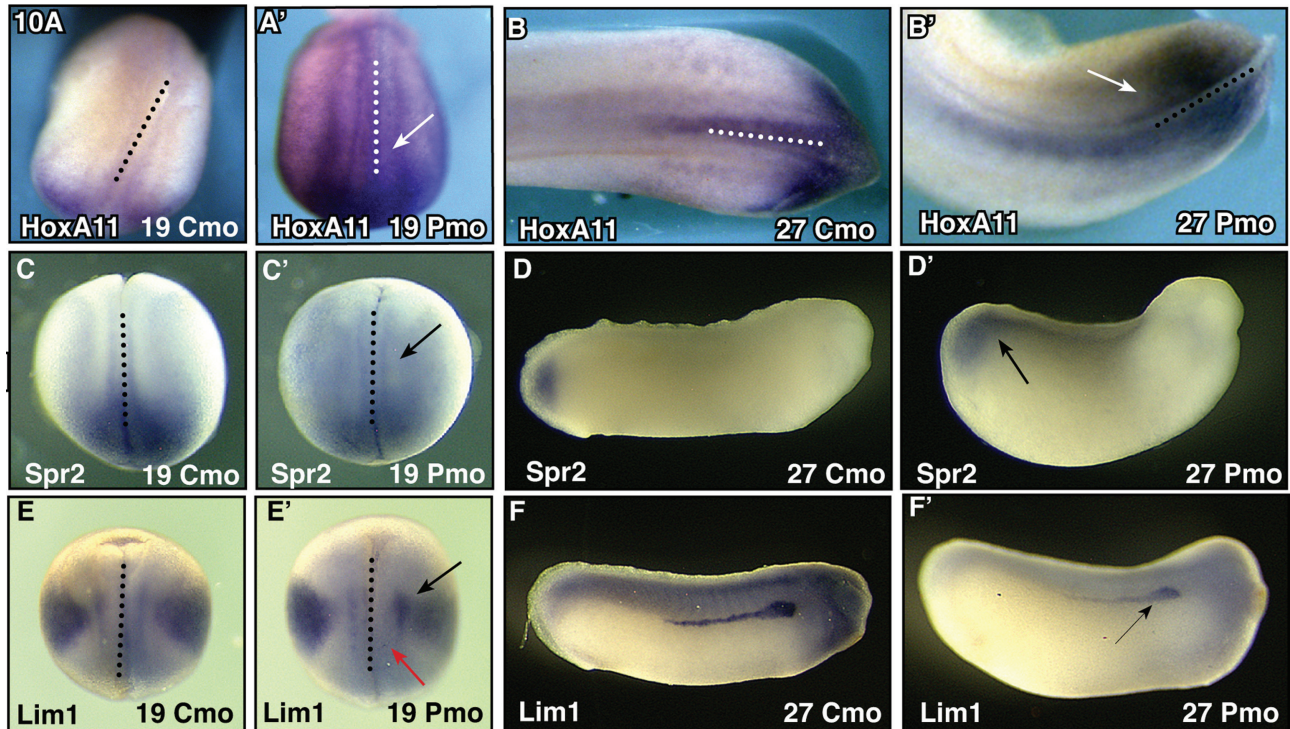 10A
HoxA11 19 Cmo
A'
HoxA11 19 Pmo
B
HoxA11 27 Cmo
B'
HoxA11 27 Pmo
C
Spr2 19 Cmo
C'
Spr2 19 Pmo
D
Spr2 27 Cmo
D'
Spr2 27 Pmo
E
Lim1 19 Cmo
E'
Lim1 19 Pmo
F
Lim1 27 Cmo
F'
Lim1 27 Pmo